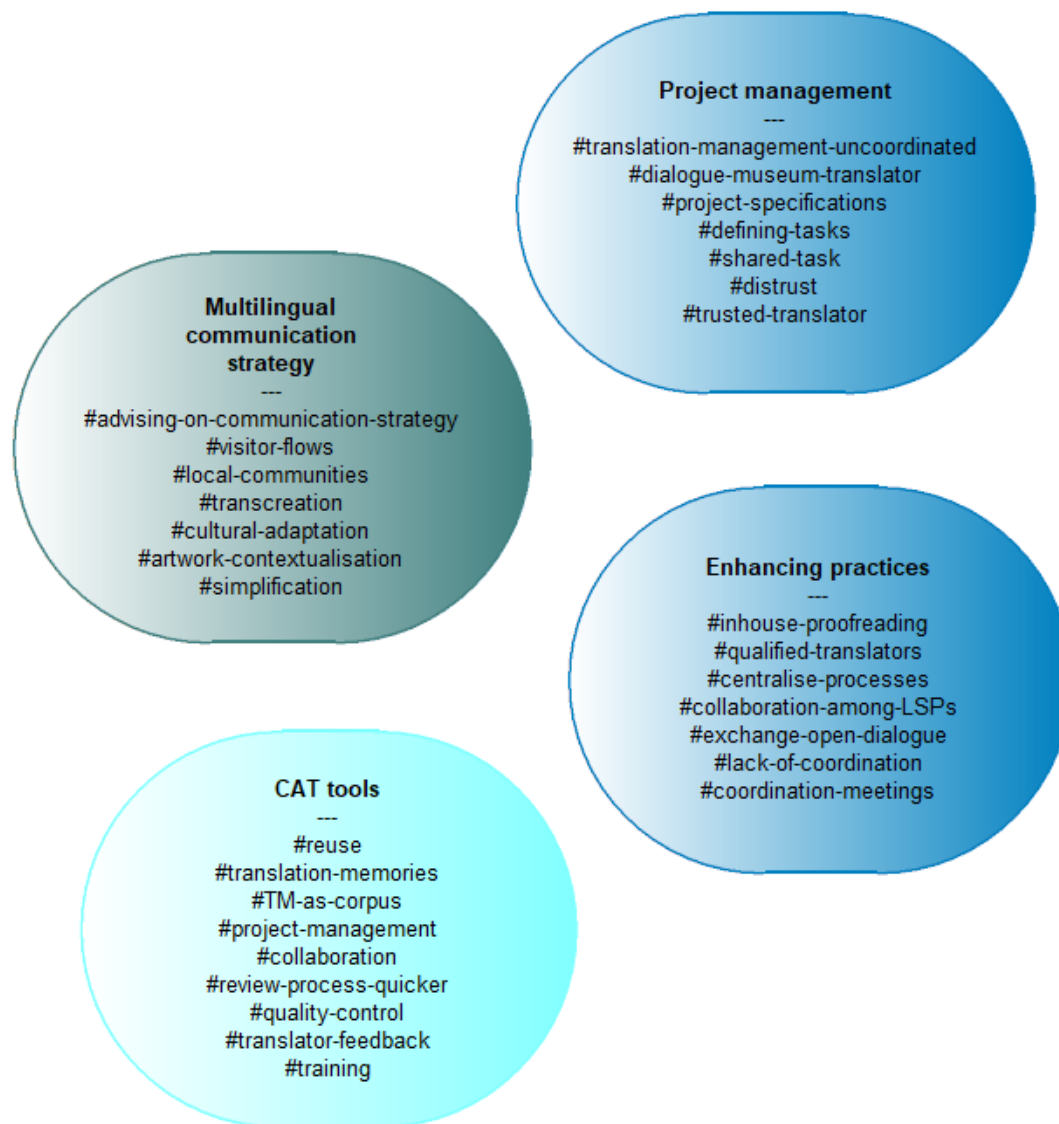 Project management
---
#translation-management-uncoordinated
#dialogue-museum-translator
#project-specifications
#defining-tasks
#shared-task
#distrust
#trusted-translator
Multilingual
communication
strategy
---
#advising-on-communication-strategy
#visitor-flows
#local-communities
#transcreation
#cultural-adaptation
#artwork-contextualisation
#simplification
Enhancing practices
---
#inhouse-proofreading
#qualified-translators
#centralise-processes
#collaboration-among-LSPs
#exchange-open-dialogue
#lack-of-coordination
#coordination-meetings
CAT tools
---
#reuse
#translation-memories
#TM-as-corpus
#project-management
#collaboration
#review-process-quicker
#quality-control
#translator-feedback
#training